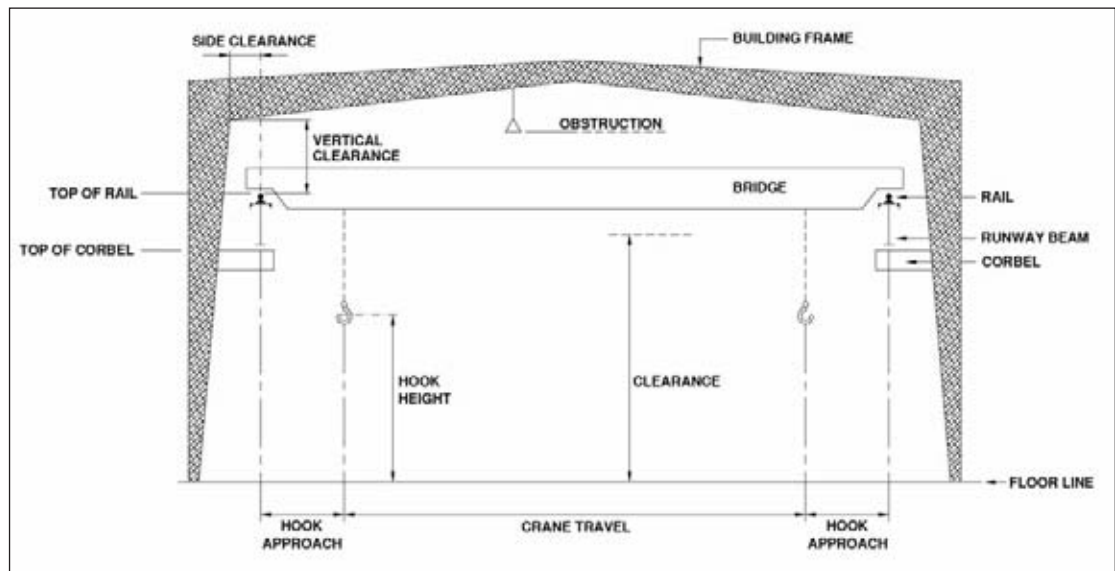 SIDE CLEARANCE
BUILDING FRAME
OBSTRUCTION
VERTICAL
CLEARANCE
TOP OF RAIL
BRIDGE
RAIL
TOP OF CORBEL
RUNWAY BEAM
CORBEL
HOOK
HEIGHT
CLEARANCE
FLOOR LINE
HOOK
APPROACH
CRANE TRAVEL
HOOK
APPROACH